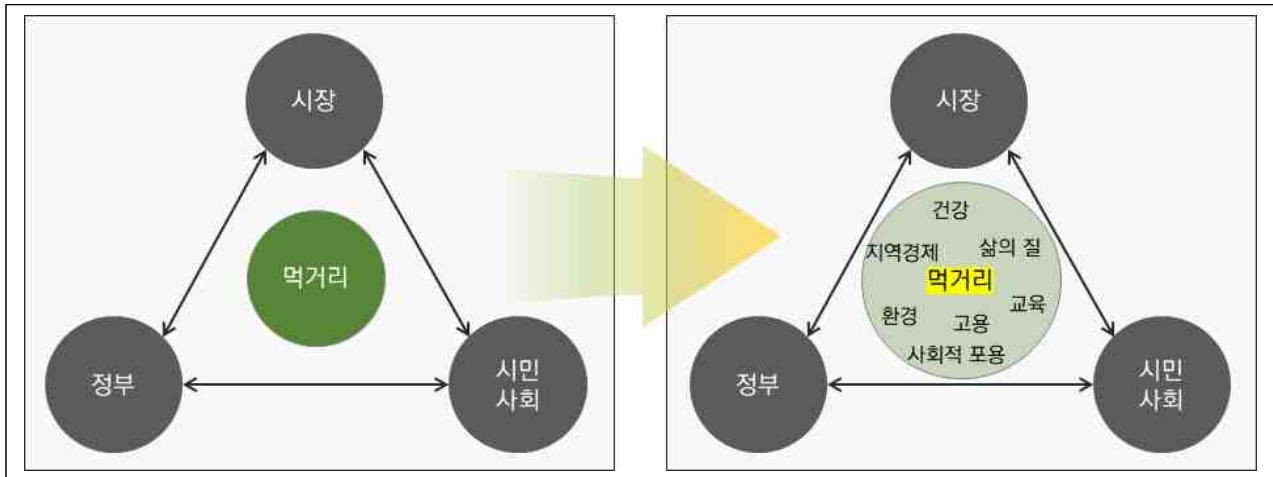 시장
먹거리
정부
시민
사회
시장
건강
지역경제
삶의 질
먹거리
환경
고용
교육
사회적 포용
정부
시민
사회